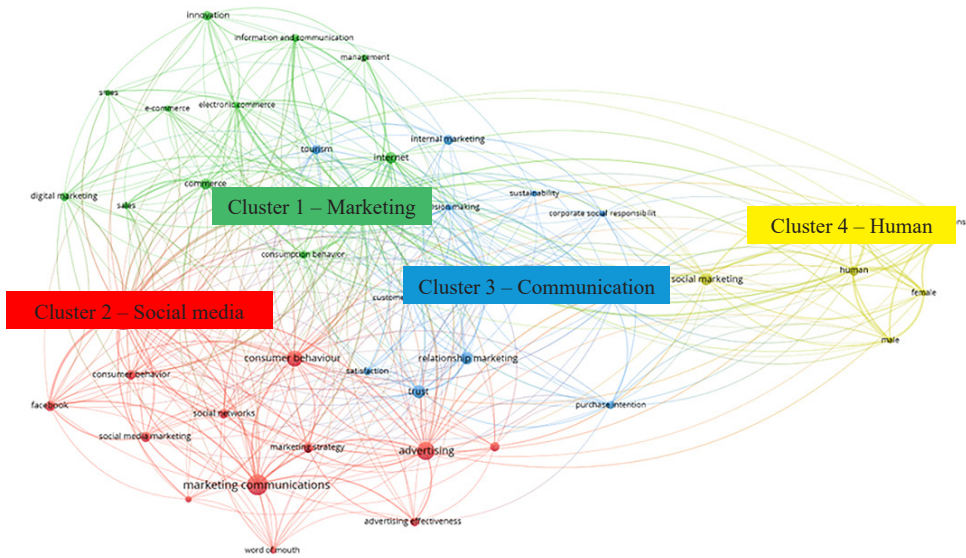 innovation
information and communication
management
e-commerce
electronic commerce
internal marketing
tourism
internet
digital marketing
commerce
sales
sustainability
corporate social responsibilit
Cluster 1 – Marketing
making
Cluster 4 – Human
consumption behavior
human
social marketing
female
Cluster 3 – Communication
Cluster 2 – Social media
male
consumer behaviour
relationship marketing
satisfaction
consumer behavior
trust
facebook
social networks
purchase intention
social media marketing
marketing strategy
advertising
marketing communications
advertising effectiveness
word of mouth